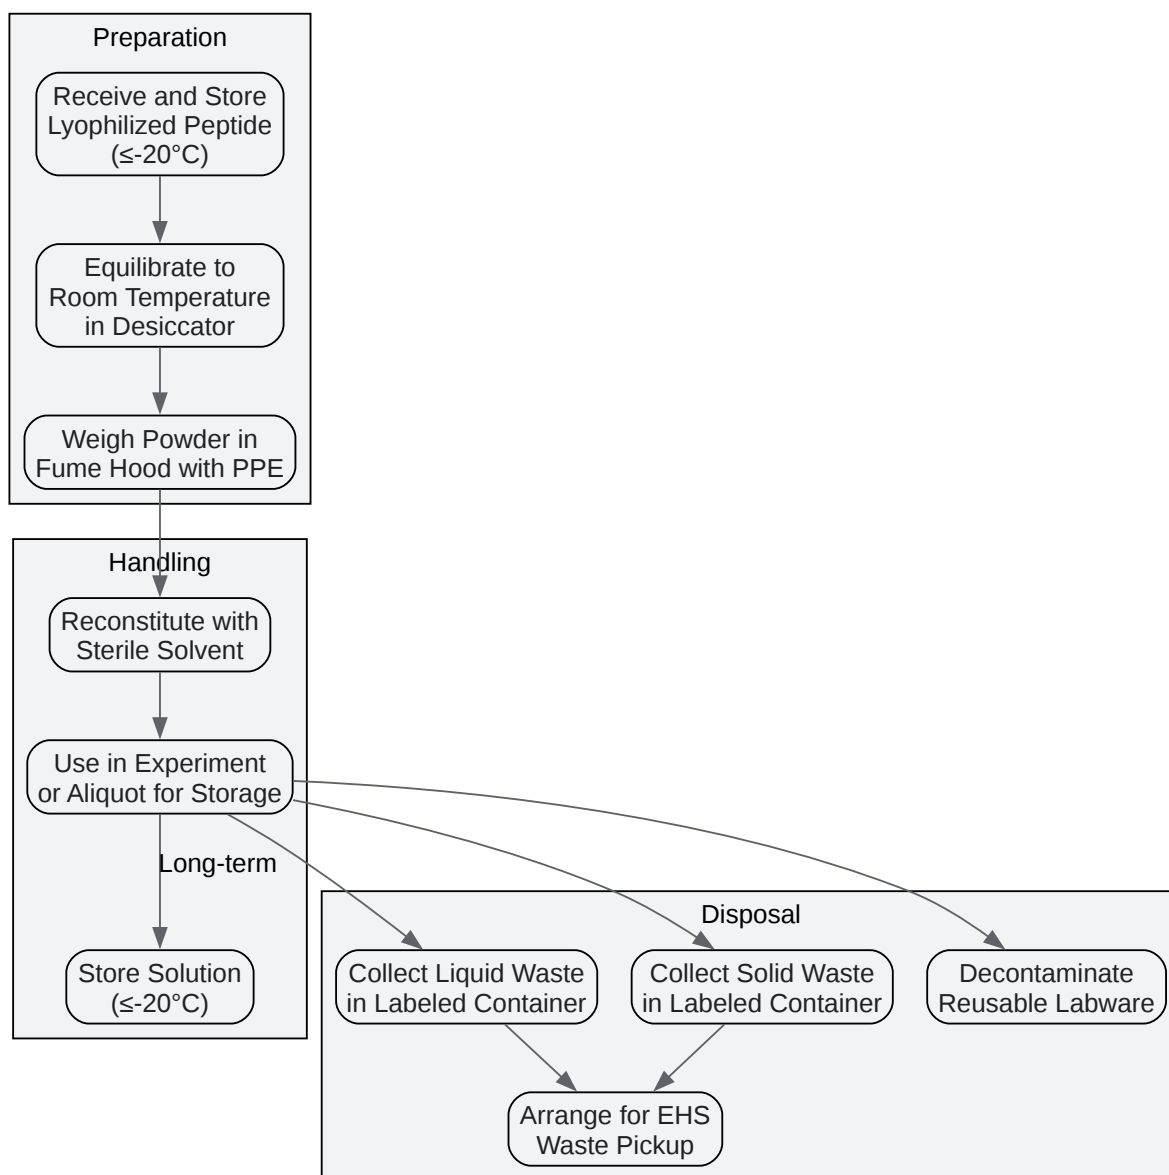 Preparation
Receive and Store
Lyophilized Peptide
(≤-20°C)
Equilibrate to
Room Temperature
in Desiccator
Weigh Powder in
Fume Hood with PPE
Handling
Reconstitute with
Sterile Solvent
Use in Experiment
or Aliquot for Storage
Long-term
Store Solution
(≤-20°C)
Disposal
Collect Liquid Waste
in Labeled Container
Collect Solid Waste
in Labeled Container
Decontaminate
Reusable Labware
Arrange for EHS
Waste Pickup